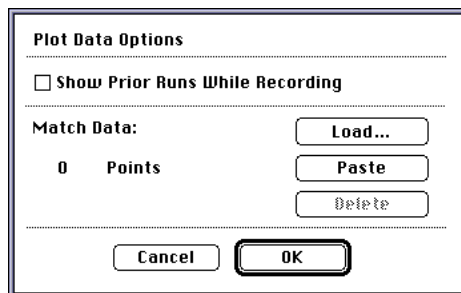 Plot Data Options
Show Prior Runs While Recording
Match Data:
Load...
0 Points
Paste
Delete
Cancel
OK